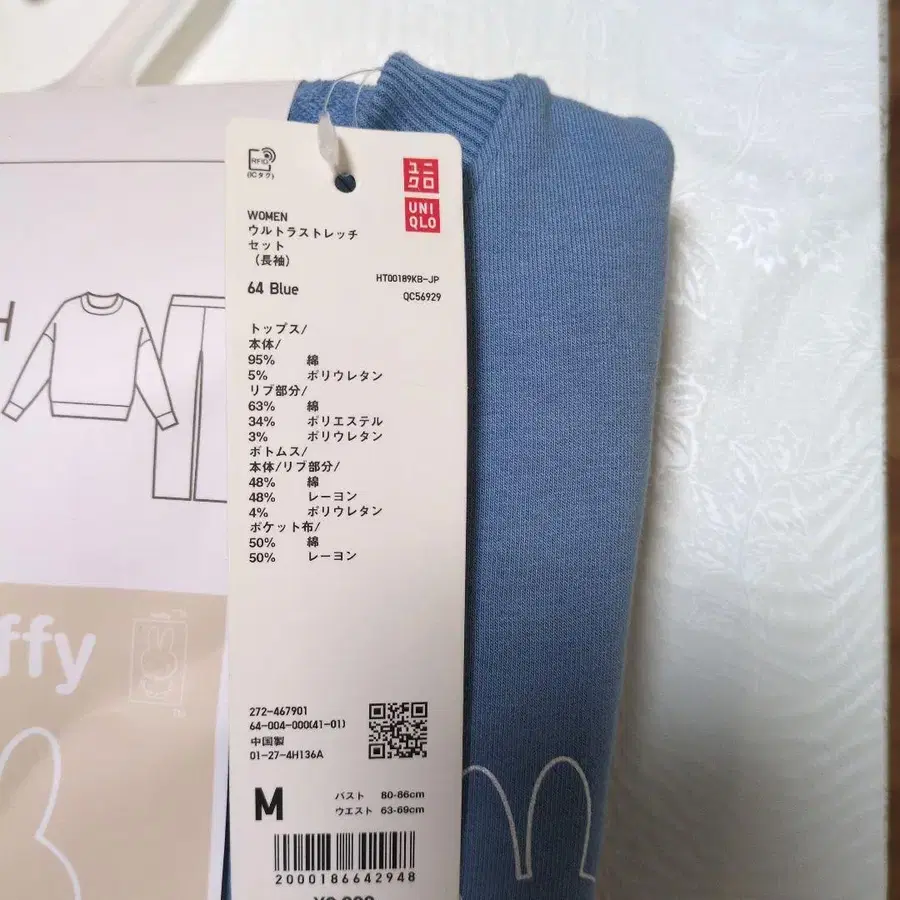 RFID
(ICタグ)
ユニ
クロ
UNI
QLO
WOMEN
ウルトラストレッチ
セット
(長袖)
HT00189KB-JP
64 Blue
QC56929
トップス/
本体/
95% 綿
5% ポリウレタン
リブ部分/
63% 綿
34% ポリエステル
3% ポリウレタン
ボトムス/
本体/リブ部分/
48% 綿
48% レーヨン
4% ポリウレタン
ポケット布/
50% 綿
50% レーヨン
H
ffy
272-467901
64-004-000(41-01)
中国製
01-27-4H136A
M
バスト 80-86cm
ウエスト 63-69cm
2000186642948